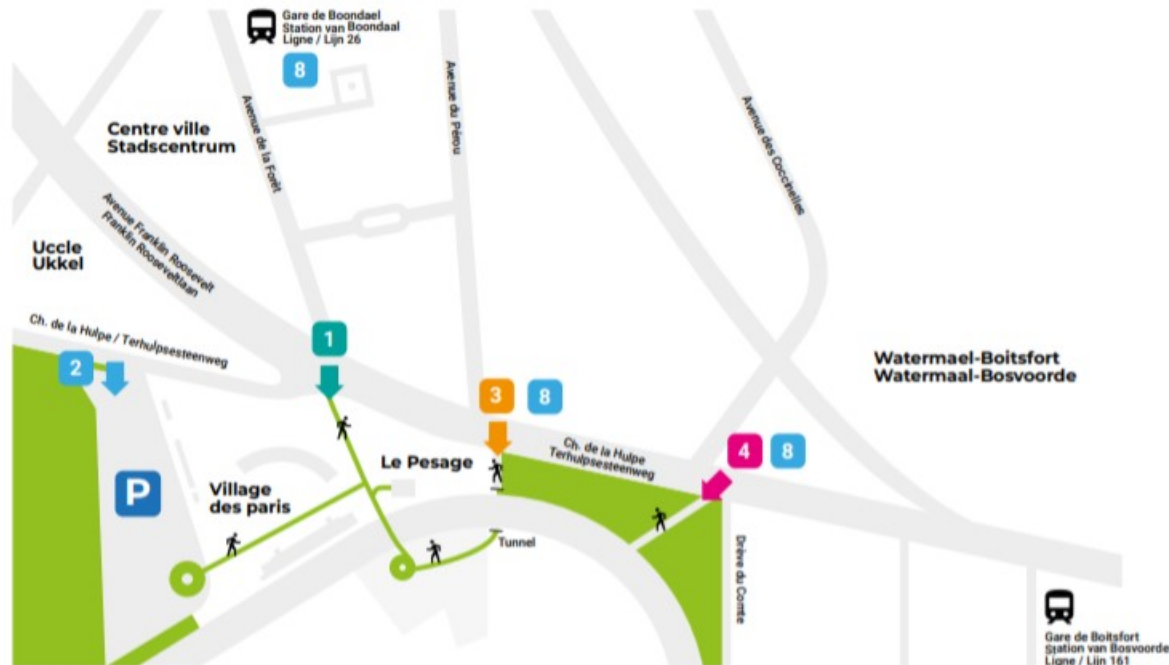 Gare de Boondael
Station van Boondaal
Ligne / Lijn 26
8
Centre ville
Stadscentrum
Avenue de la Forêt
Avenue du Pérou
Avenue des Coccinelles
Uccle
Ukkel
Avenue Franklin Roosevelt
Franklin Rooseveltlaan
Ch. de la Hulpe / Terhulpsesteenweg
1
2
Watermael-Boitsfort
Watermaal-Bosvoorde
3
8
Ch. de la Hulpe
Terhulpsesteenweg
4
8
Le Pesage
P
Village
des paris
Tunnel
Drève du Comte
Gare de Boitsfort
Station van Bosvoorde
Ligne / Lijn 161